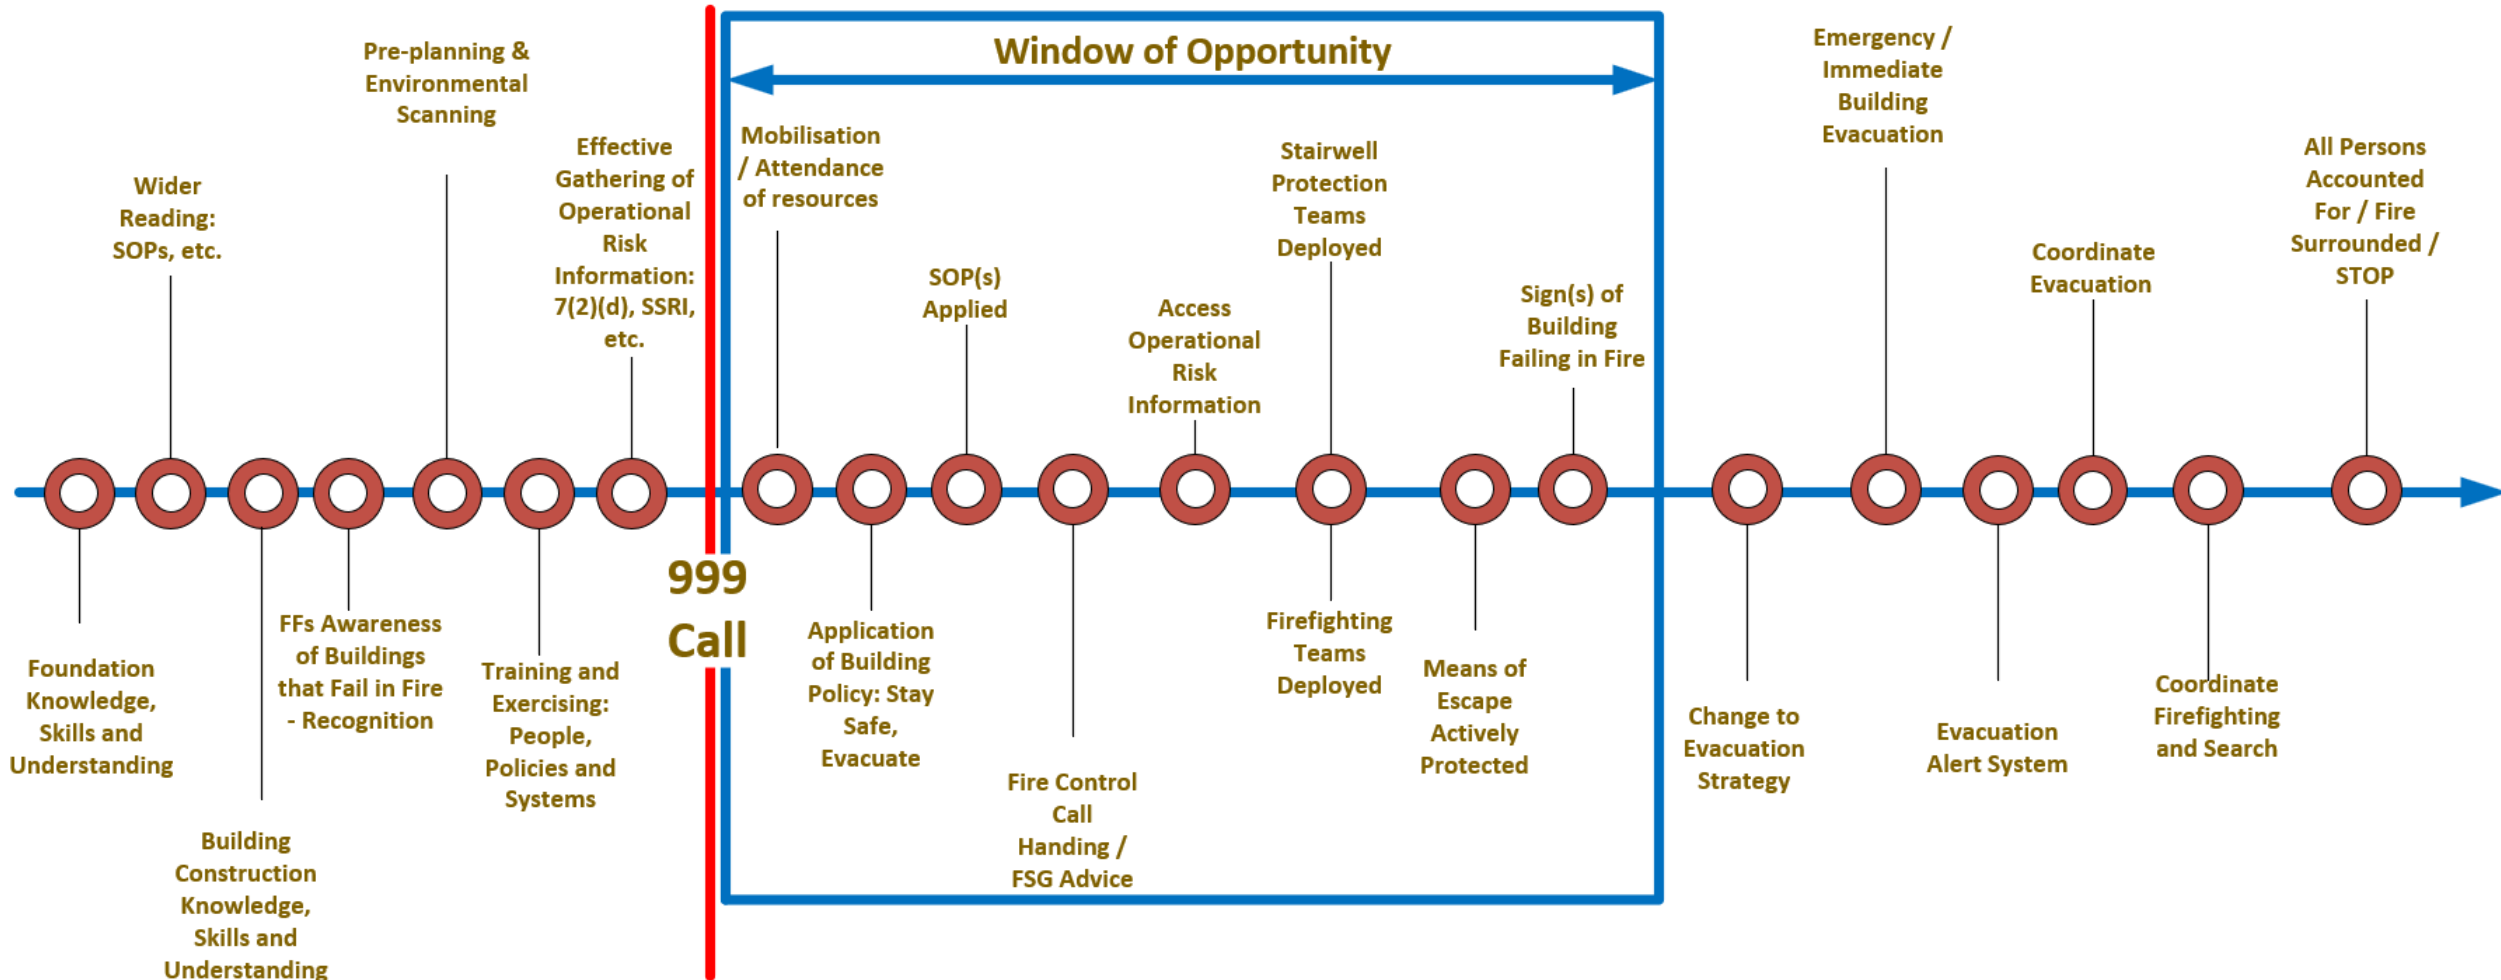 Window of Opportunity
Foundation
Knowledge,
Skills and
Understanding
Wider
Reading:
SOPs, etc.
Building
Construction
Knowledge,
Skills and
Understanding
FFs Awareness
of Buildings
that Fail in Fire
- Recognition
Pre-planning &
Environmental
Scanning
Training and
Exercising:
People,
Policies and
Systems
Effective
Gathering of
Operational
Risk
Information:
7(2)(d), SSRI,
etc.
999
Call
Mobilisation
/ Attendance
of resources
Application
of Building
Policy: Stay
Safe,
Evacuate
SOP(s)
Applied
Fire Control
Call
Handing /
FSG Advice
Access
Operational
Risk
Information
Stairwell
Protection
Teams
Deployed
Firefighting
Teams
Deployed
Means of
Escape
Actively
Protected
Sign(s) of
Building
Failing in Fire
Change to
Evacuation
Strategy
Emergency /
Immediate
Building
Evacuation
Evacuation
Alert System
Coordinate
Evacuation
Coordinate
Firefighting
and Search
All Persons
Accounted
For / Fire
Surrounded /
STOP